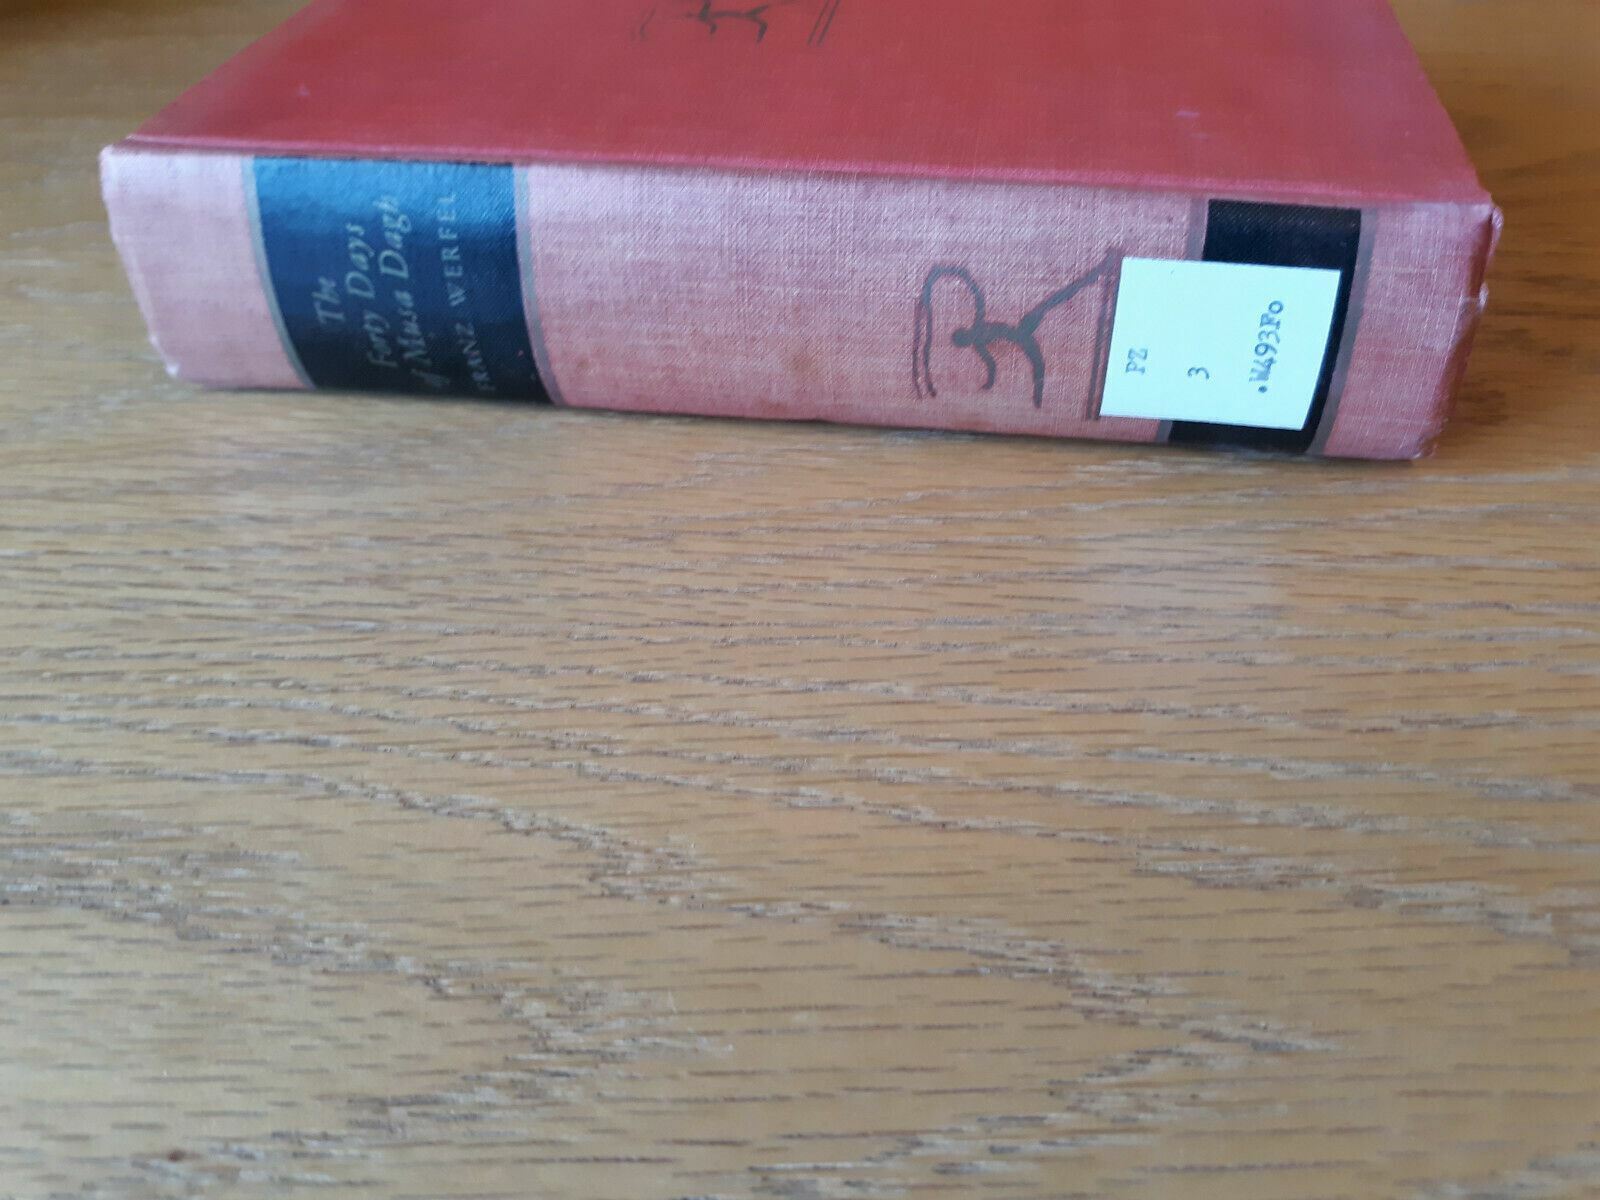 The
Forty Days
of Musa Dagh
FRANZ WERFEL
PZ
3
.W493Fo